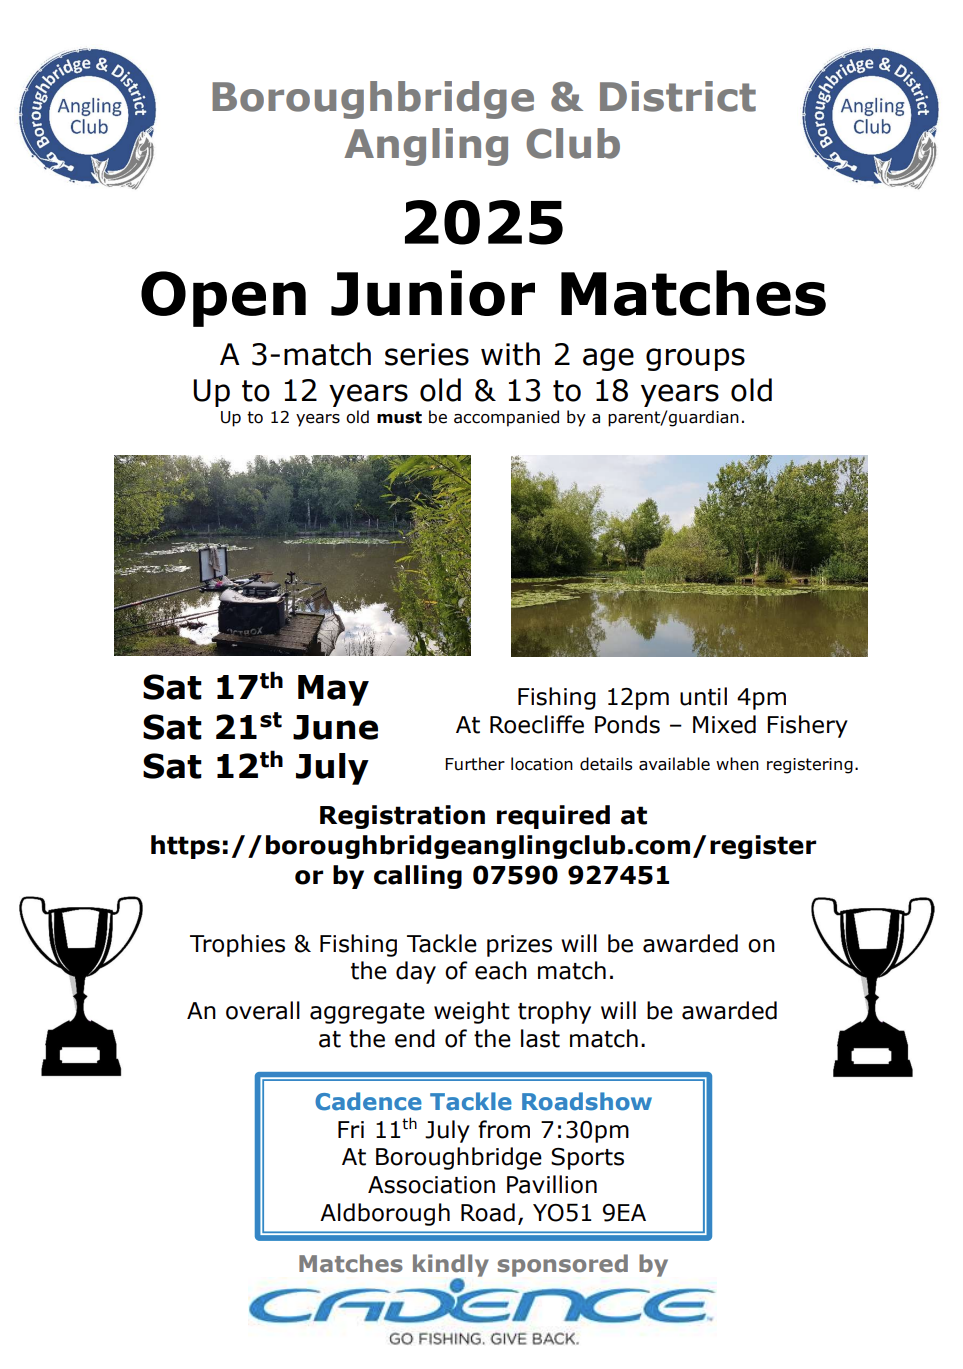 Boroughbridge & District
Angling Club
Boroughbridge & District
Angling Club
Boroughbridge & District
Angling
Club
2025
Open Junior Matches
A 3-match series with 2 age groups
Up to 12 years old & 13 to 18 years old
Up to 12 years old must be accompanied by a parent/guardian.
Sat 17th May
Sat 21st June
Sat 12th July
Fishing 12pm until 4pm
At Roecliffe Ponds – Mixed Fishery
Further location details available when registering.
Registration required at
https://boroughbridgeanglingclub.com/register
or by calling 07590 927451
Trophies & Fishing Tackle prizes will be awarded on
the day of each match.
An overall aggregate weight trophy will be awarded
at the end of the last match.
Cadence Tackle Roadshow
Fri 11th July from 7:30pm
At Boroughbridge Sports
Association Pavillion
Aldborough Road, YO51 9EA
Matches kindly sponsored by
CADENCE
GO FISHING. GIVE BACK.